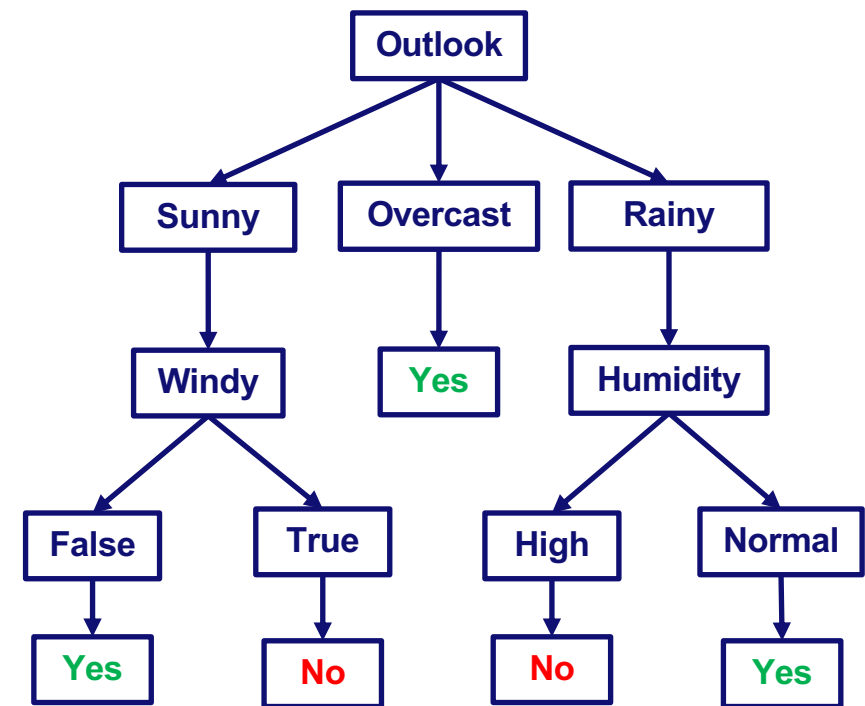 Outlook
Sunny
Overcast
Rainy
Windy
Yes
Humidity
False
True
High
Normal
Yes
No
No
Yes